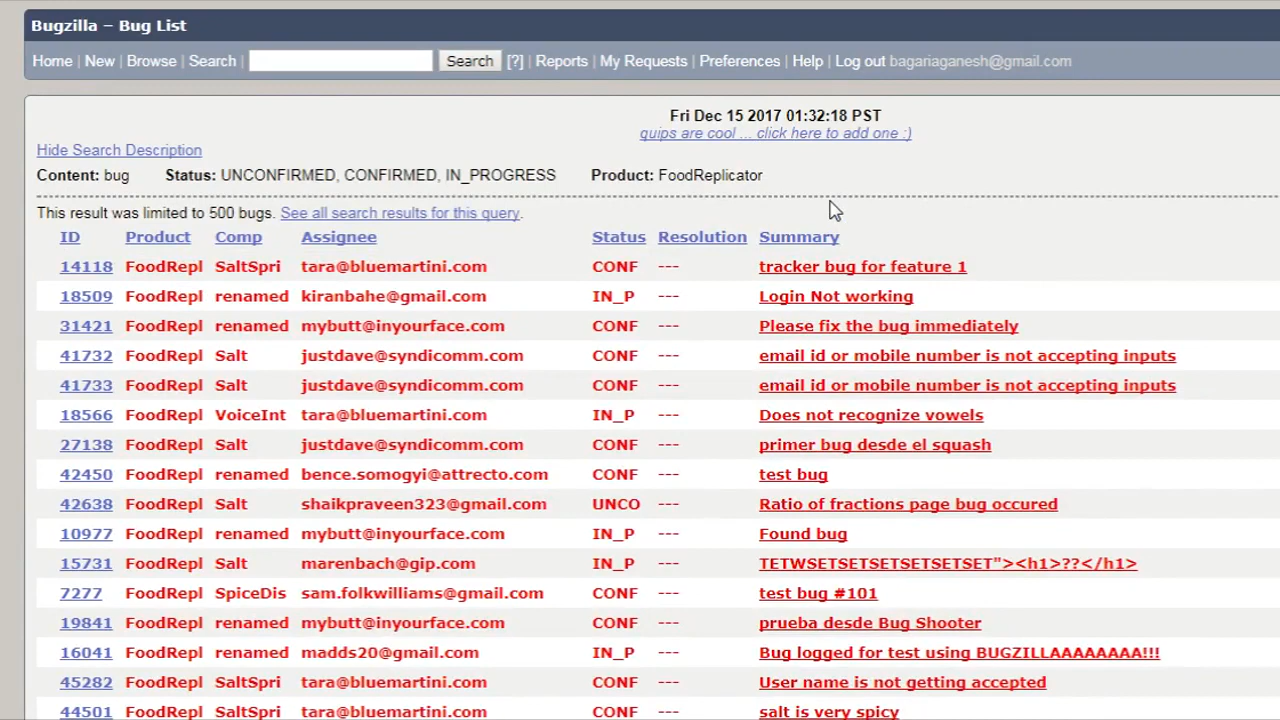 Bugzilla – Bug List
Home | New | Browse | Search | Search [?] | Reports | My Requests | Preferences | Help | Log out bagariaganesh@gmail.com
Fri Dec 15 2017 01:32:18 PST
quips are cool ... click here to add one :)
Hide Search Description
Content: bug Status: UNCONFIRMED, CONFIRMED, IN_PROGRESS Product: FoodReplicator
This result was limited to 500 bugs. See all search results for this query.
ID Product Comp Assignee Status Resolution Summary
14118 FoodRepl SaltSpri tara@bluemartini.com CONF --- tracker bug for feature 1
18509 FoodRepl renamed kiranbahe@gmail.com IN_P --- Login Not working
31421 FoodRepl renamed mybutt@inyourface.com CONF --- Please fix the bug immediately
41732 FoodRepl Salt justdave@syndicomm.com CONF --- email id or mobile number is not accepting inputs
41733 FoodRepl Salt justdave@syndicomm.com CONF --- email id or mobile number is not accepting inputs
18566 FoodRepl VoiceInt tara@bluemartini.com IN_P --- Does not recognize vowels
27138 FoodRepl Salt justdave@syndicomm.com CONF --- primer bug desde el squash
42450 FoodRepl renamed bence.somogyi@attrecto.com CONF --- test bug
42638 FoodRepl Salt shaikpraveen323@gmail.com UNCO --- Ratio of fractions page bug occured
10977 FoodRepl renamed mybutt@inyourface.com IN_P --- Found bug
15731 FoodRepl Salt marenbach@gip.com IN_P --- TETWSETSETSETSETSETSET"><h1>??</h1>
7277 FoodRepl SpiceDis sam.folkwilliams@gmail.com CONF --- test bug #101
19841 FoodRepl renamed mybutt@inyourface.com CONF --- prueba desde Bug Shooter
16041 FoodRepl renamed madds20@gmail.com IN_P --- Bug logged for test using BUGZILLAAAAAAAA!!!
45282 FoodRepl SaltSpri tara@bluemartini.com CONF --- User name is not getting accepted
44501 FoodRepl SaltSpri tara@bluemartini.com CONF --- salt is very spicy